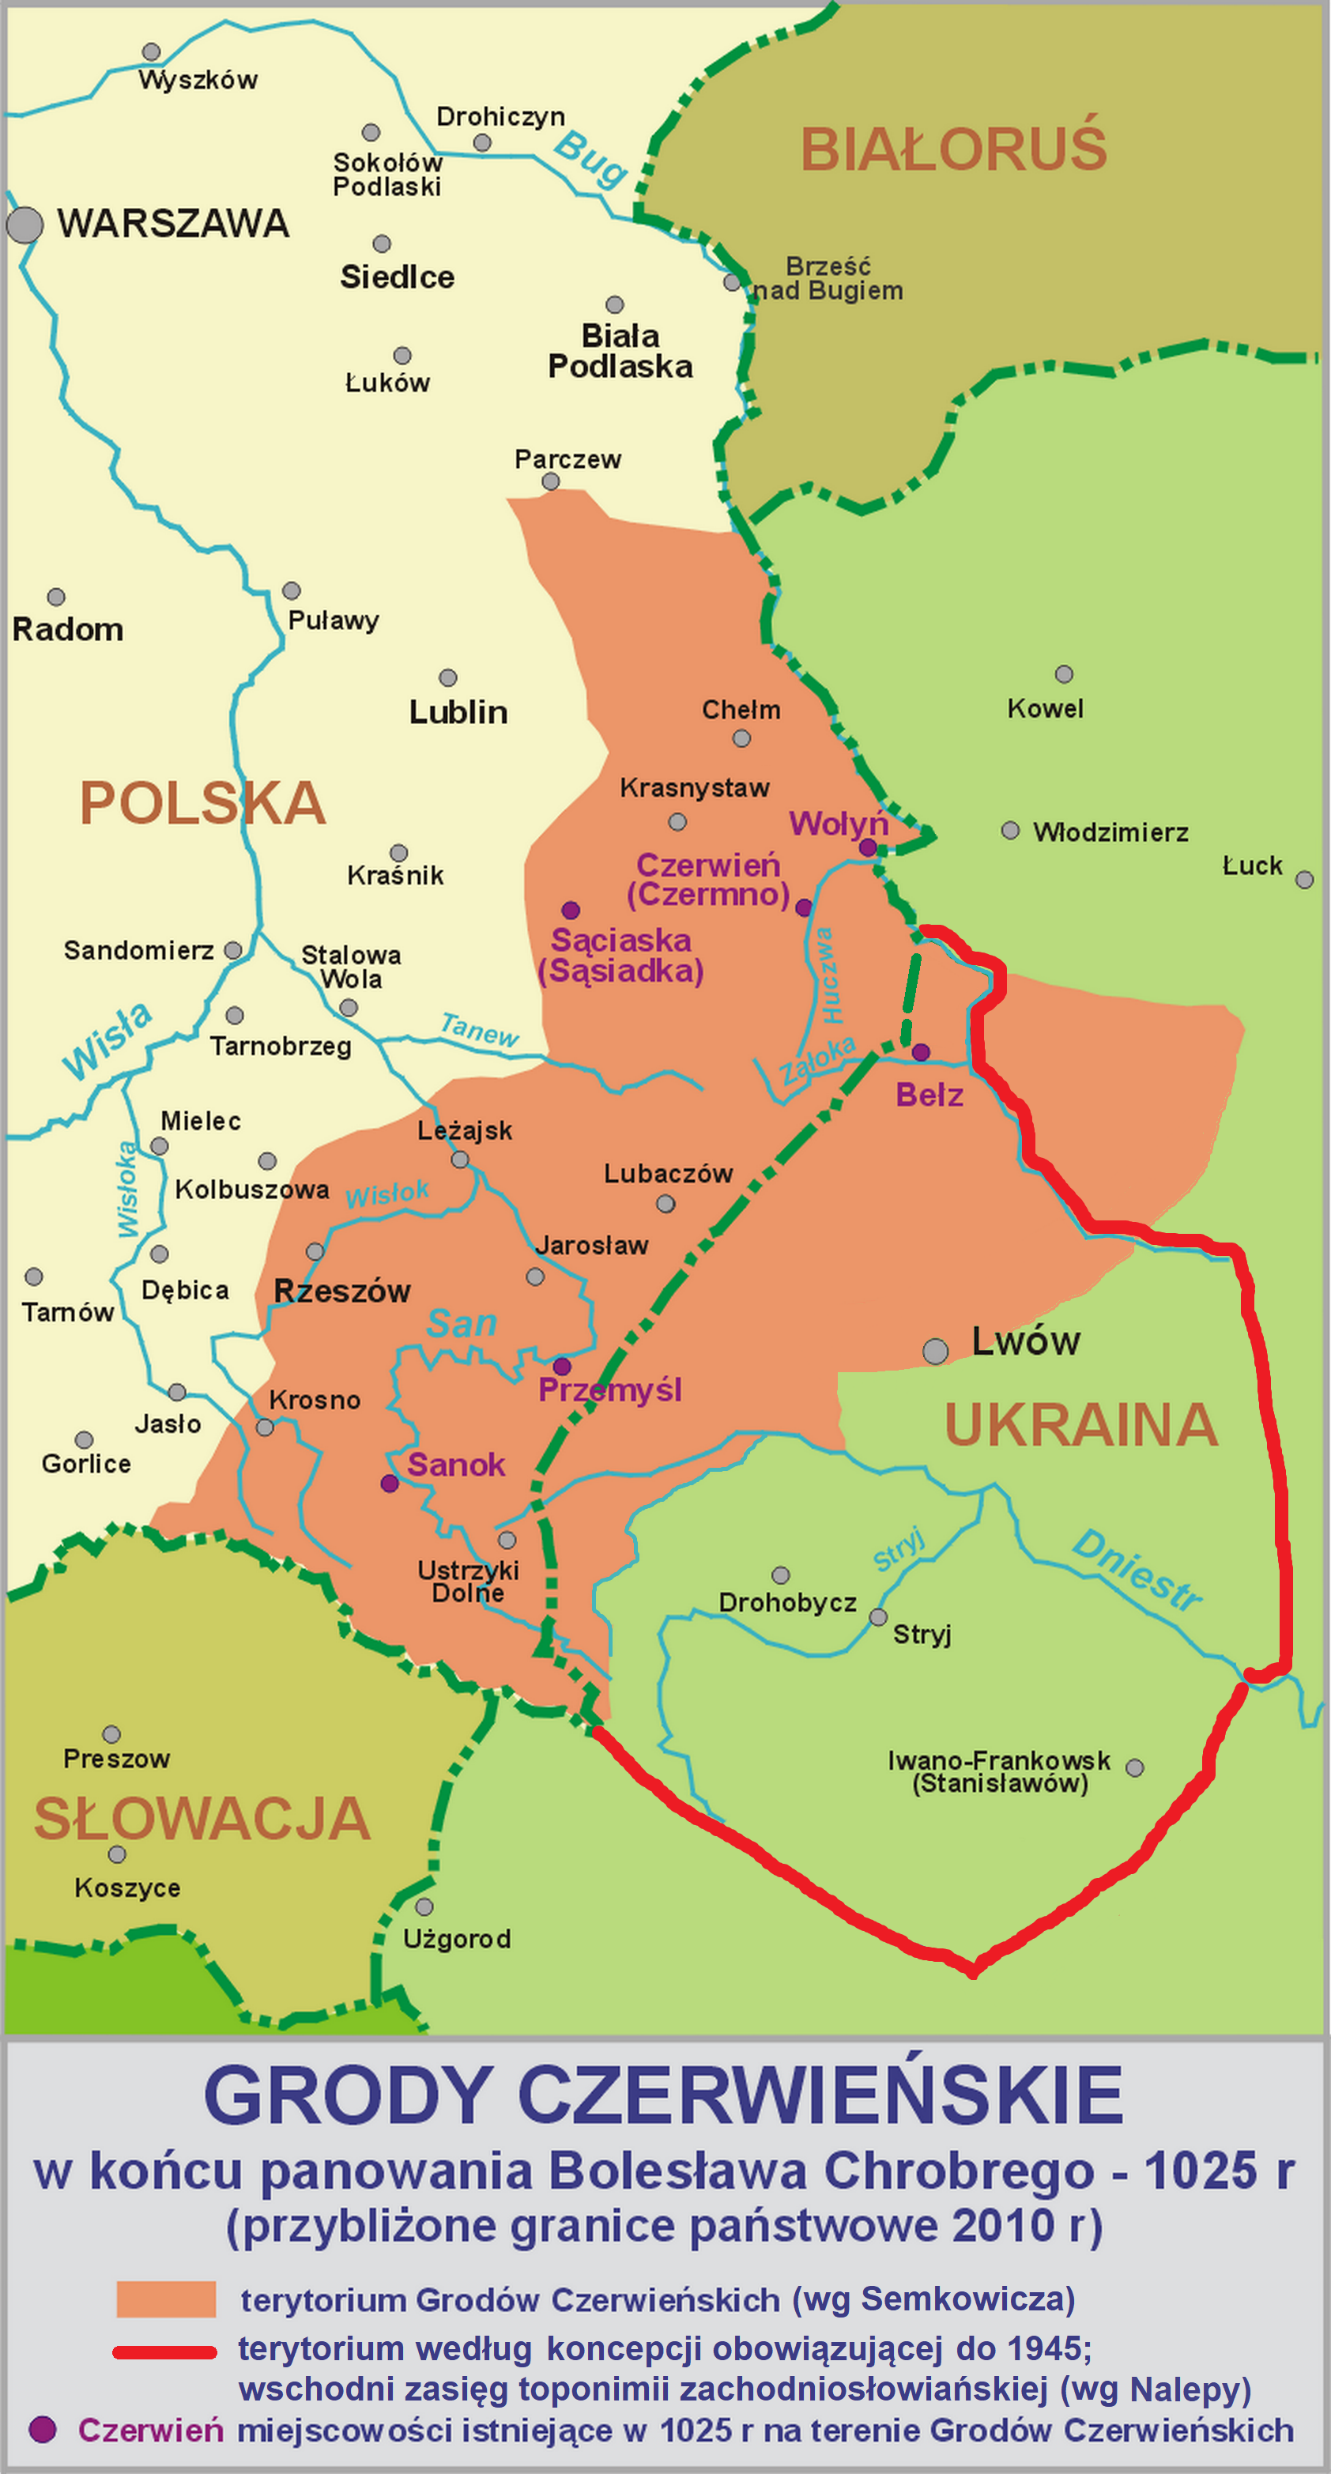 Wyszków
Drohiczyn
Bug
BIAŁORUŚ
Sokołów
Podlaski
WARSZAWA
Siedlce
Brześć
nad Bugiem
Biała
Podlaska
Łuków
Parczew
Radom
Puławy
Lublin
Chełm
Kowel
Krasnystaw
POLSKA
Wołyń
Włodzimierz
Kraśnik
Czerwień
(Czermno)
Łuck
Sąciaska
(Sąsiadka)
Sandomierz
Stalowa
Wola
Huczwa
Wisła
Tarnobrzeg
Tanew
Załoka
Bełz
Mielec
Leżajsk
Wisłoka
Kolbuszowa
Wisłok
Lubaczów
Jarosław
Dębica
Rzeszów
Tarnów
San
Lwów
Przemyśl
Krosno
Jasło
UKRAINA
Gorlice
Sanok
Ustrzyki
Dolne
Stryj
Dniestr
Drohobycz
Stryj
Preszow
Iwano-Frankowsk
(Stanisławów)
SŁOWACJA
Koszyce
Użgorod
GRODY CZERWIEŃSKIE
w końcu panowania Bolesława Chrobrego - 1025 r
(przybliżone granice państwowe 2010 r)
terytorium Grodów Czerwieńskich (wg Semkowicza)
terytorium według koncepcji obowiązującej do 1945;
wschodni zasięg toponimii zachodniosłowiańskiej (wg Nalepy)
Czerwień miejscowości istniejące w 1025 r na terenie Grodów Czerwieńskich